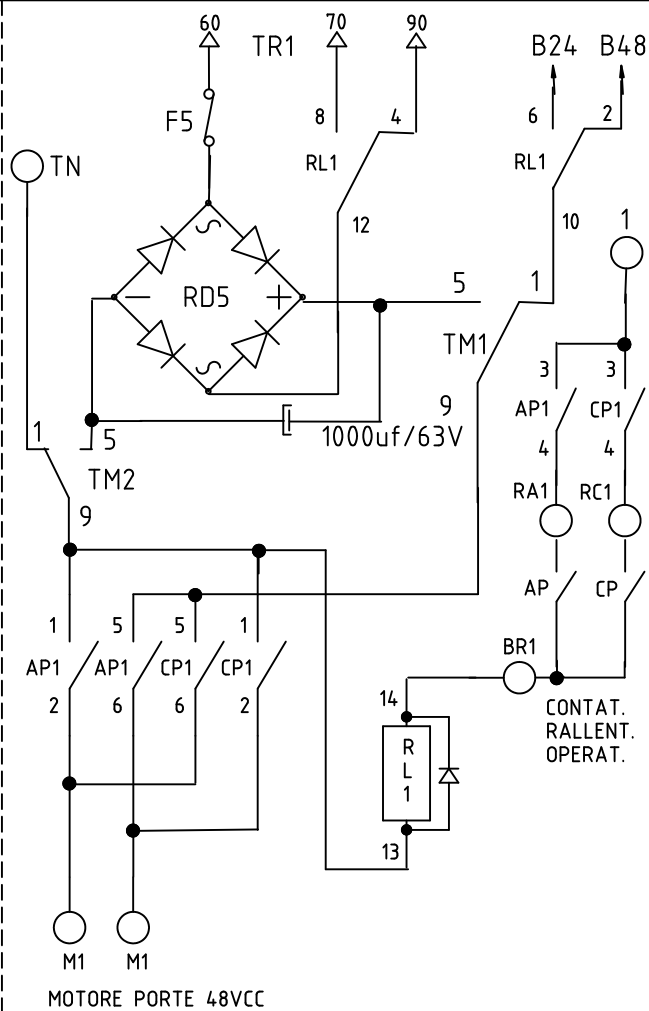 60
TR1
70
90
B24 B48
F5
8
4
6
2
TN
RL1
RL1
12
10
1
RD5
5
1
TM1
3
3
9
AP1
CP1
1000uf/63V
1
5
4
4
TM2
RA1
RC1
9
AP
CP
1
5
5
1
BR1
AP1
AP1
CP1
CP1
14
2
6
6
2
CONTAT.
RALLENT.
OPERAT.
R
L
1
13
M1
M1
MOTORE PORTE 48VCC